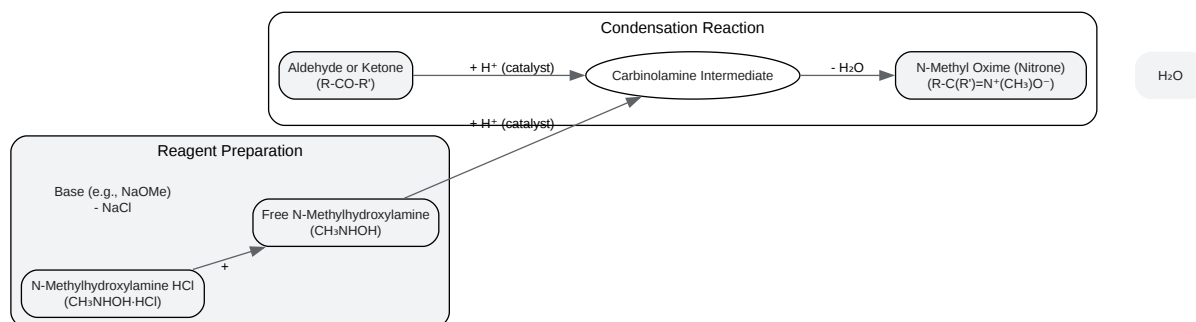 Condensation Reaction
Aldehyde or Ketone
(R-CO-R')
+ H⁺ (catalyst)
Carbinolamine Intermediate
- H₂O
N-Methyl Oxime (Nitrone)
(R-C(R')=N⁺(CH₃)O⁻)
H₂O
+ H⁺ (catalyst)
Reagent Preparation
Base (e.g., NaOMe)
- NaCl
Free N-Methylhydroxylamine
(CH₃NHOH)
+
N-Methylhydroxylamine HCl
(CH₃NHOH·HCl)